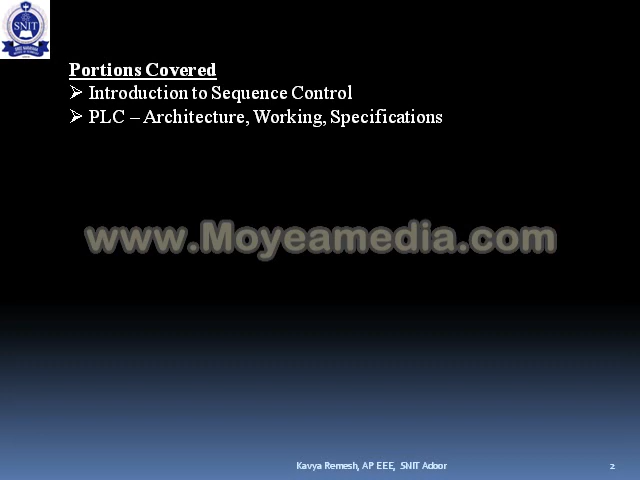 SNIT
Portions Covered
➢ Introduction to Sequence Control
➢ PLC – Architecture, Working, Specifications
www.Moyeamedia.com
Kavya Remesh, AP EEE, SNIT Adoor 2